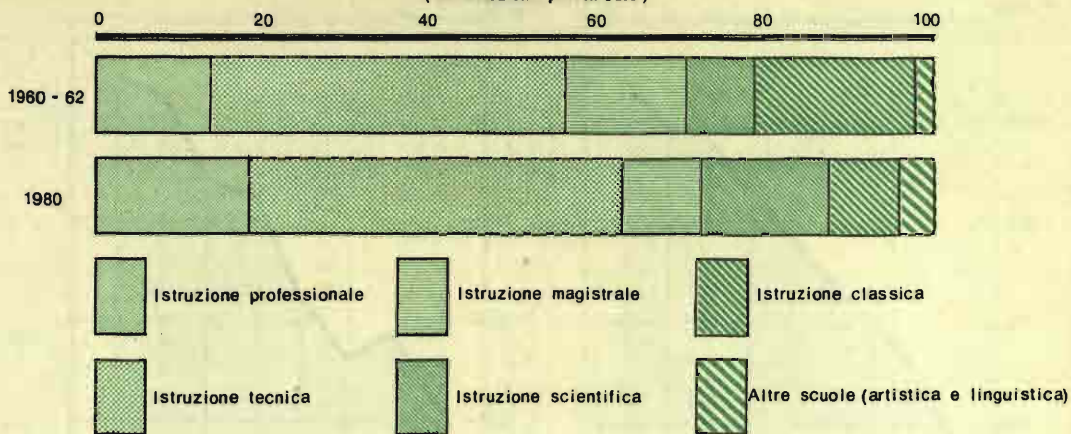 0 20 40 60 80 100
1960 - 62
1980
Istruzione professionale Istruzione magistrale Istruzione classica
Istruzione tecnica Istruzione scientifica Altre scuole (artistica e linguistica)